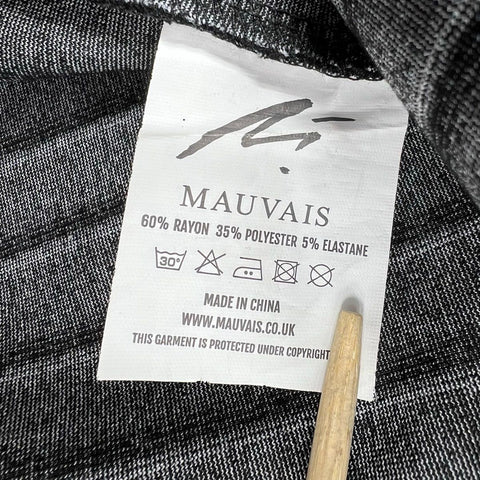 MAUVAIS
60% RAYON 35% POLYESTER 5% ELASTANE
30°
MADE IN CHINA
WWW.MAUVAIS.CO.UK
THIS GARMENT IS PROTECTED UNDER COPYRIGHT